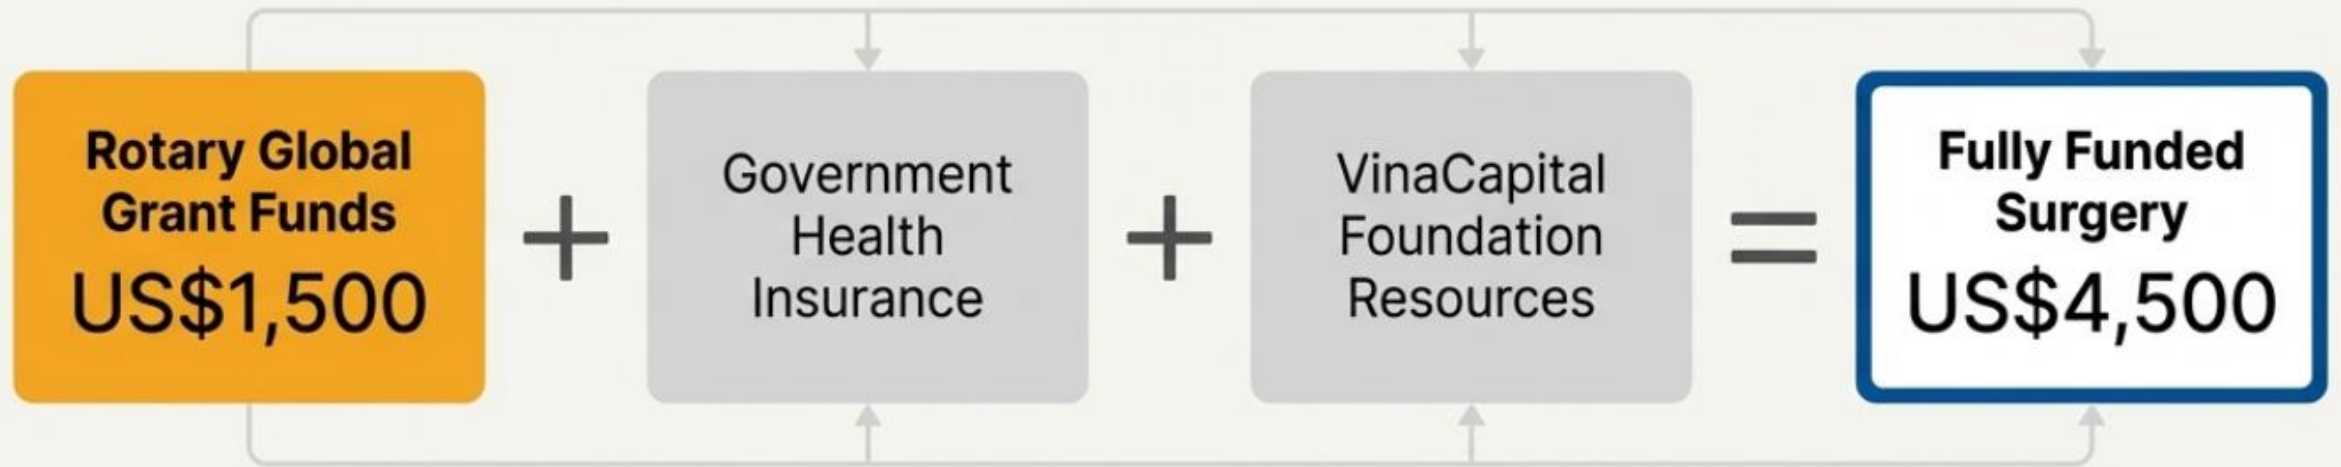 Rotary Global
Grant Funds
US$1,500
+
Government
Health
Insurance
+
VinaCapital
Foundation
Resources
=
Fully Funded
Surgery
US$4,500